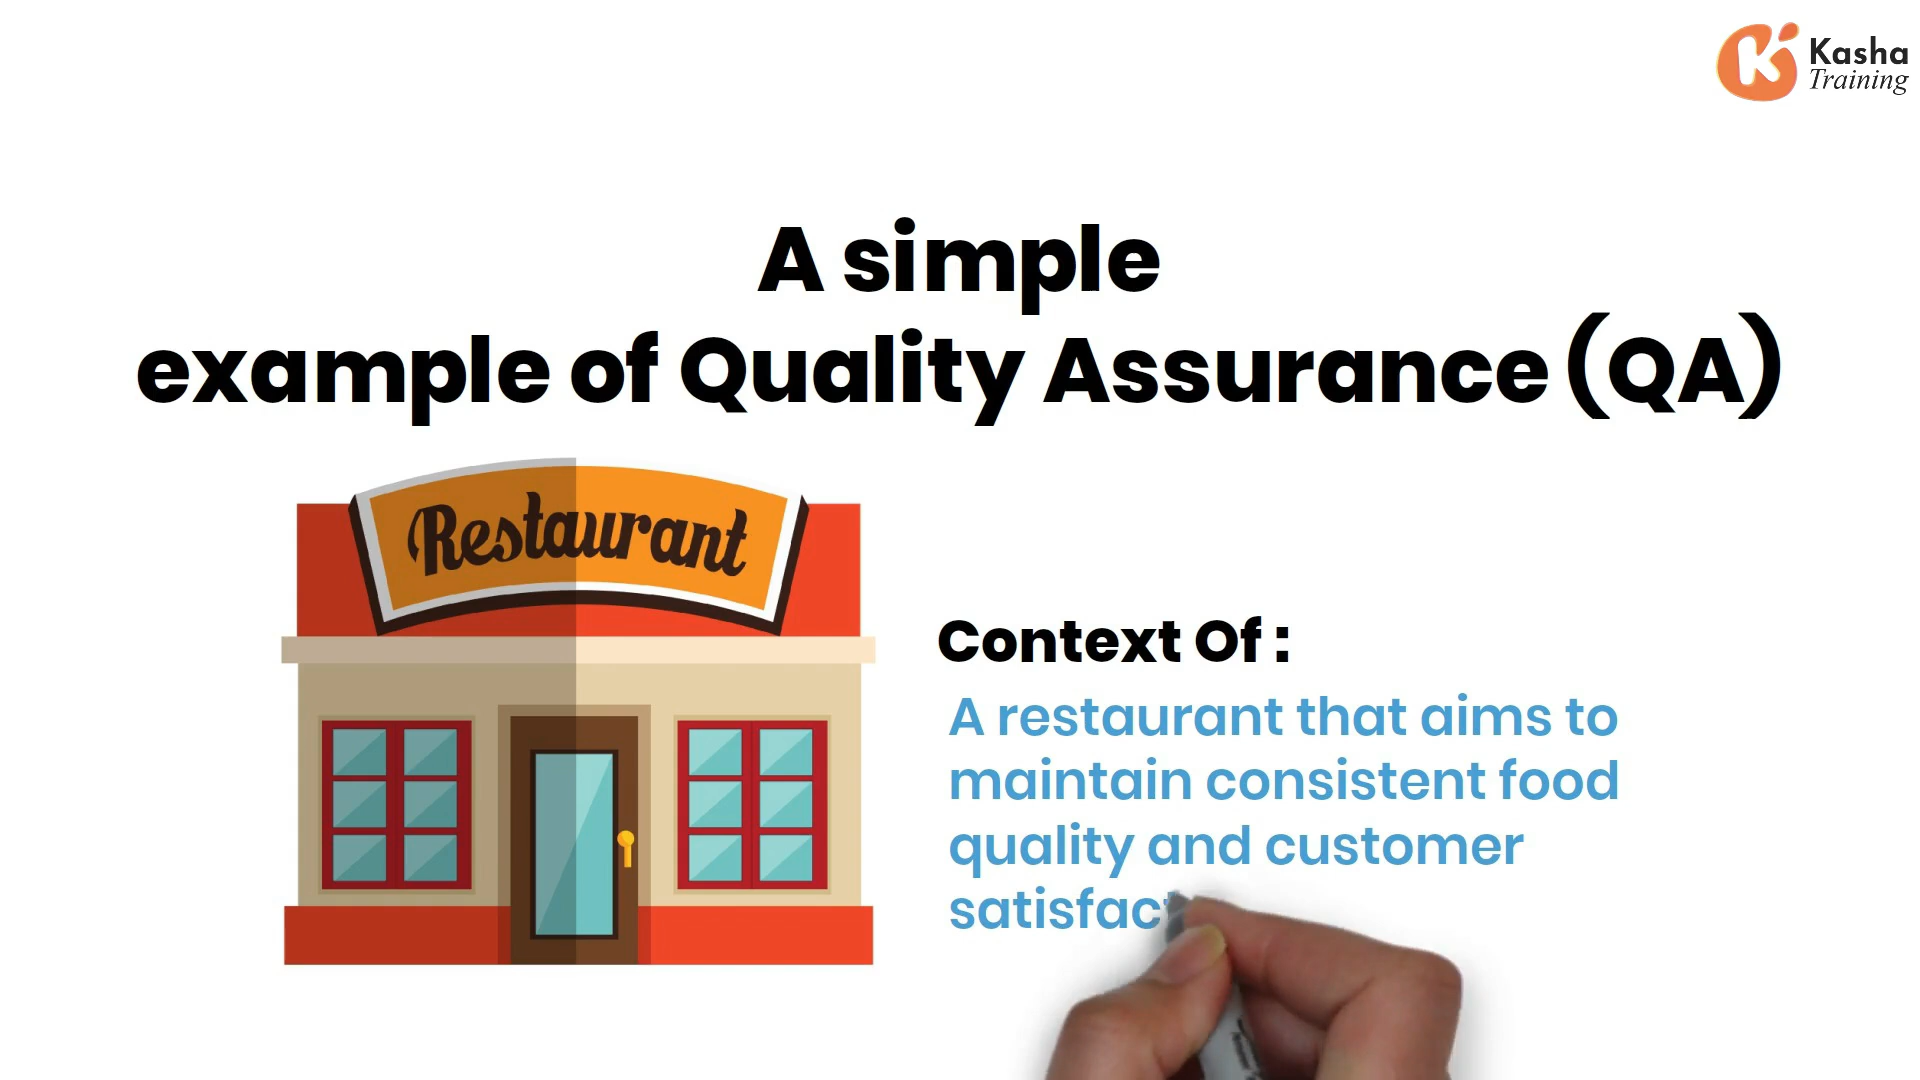 Kasha
Training
A simple
example of Quality Assurance (QA)
Restaurant
Context Of :
A restaurant that aims to
maintain consistent food
quality and customer
satisfact